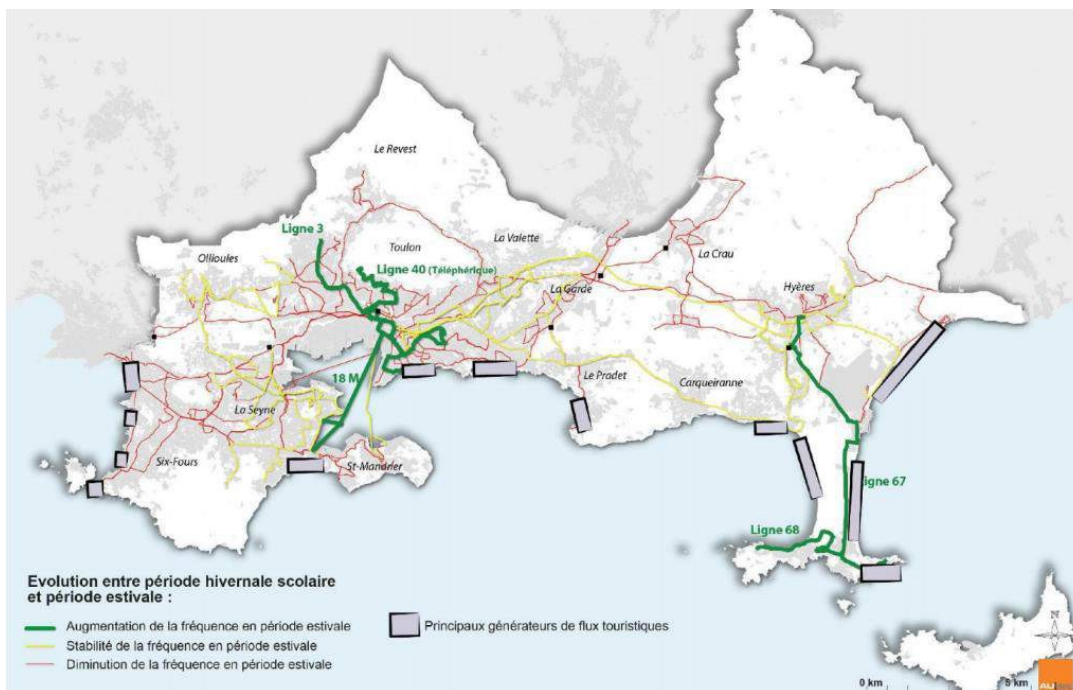 Le Revest
Ligne 3
Toulon
La Valette
Ollioules
Ligne 40 (Téléphérique)
La Crau
La Garde
Hyères
18 M
Le Pradet
Carqueiranne
La Seyne
Six-Fours
St-Mandrier
igne 67
Ligne 68
Evolution entre période hivernale scolaire
et période estivale :
Augmentation de la fréquence en période estivale
Stabilité de la fréquence en période estivale
Diminution de la fréquence en période estivale
Principaux générateurs de flux touristiques
N
0 km
5 km